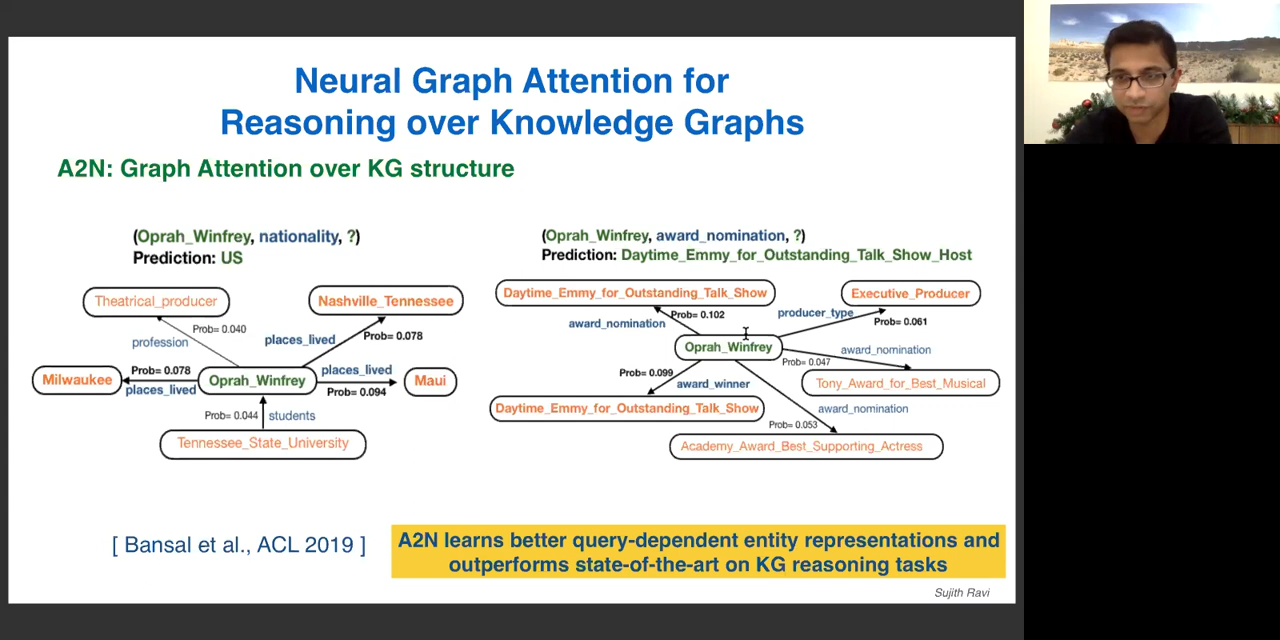 Neural Graph Attention for
Reasoning over Knowledge Graphs
A2N: Graph Attention over KG structure
(Oprah_Winfrey, nationality, ?)
Prediction: US
Theatrical_producer
Nashville_Tennessee
Prob= 0.040
profession
places_lived
Prob= 0.078
Milwaukee
Prob= 0.078
places_lived
Oprah_Winfrey
places_lived
Prob= 0.094
Maui
Prob= 0.044
students
Tennessee_State_University
(Oprah_Winfrey, award_nomination, ?)
Prediction: Daytime_Emmy_for_Outstanding_Talk_Show_Host
Daytime_Emmy_for_Outstanding_Talk_Show
Executive_Producer
Prob= 0.102
award_nomination
producer_type
Prob= 0.061
Oprah_Winfrey
award_nomination
Prob= 0.047
Prob= 0.099
award_winner
Tony_Award_for_Best_Musical
Daytime_Emmy_for_Outstanding_Talk_Show
award_nomination
Prob= 0.053
Academy_Award_Best_Supporting_Actress
[ Bansal et al., ACL 2019 ]
A2N learns better query-dependent entity representations and
outperforms state-of-the-art on KG reasoning tasks
Sujith Ravi